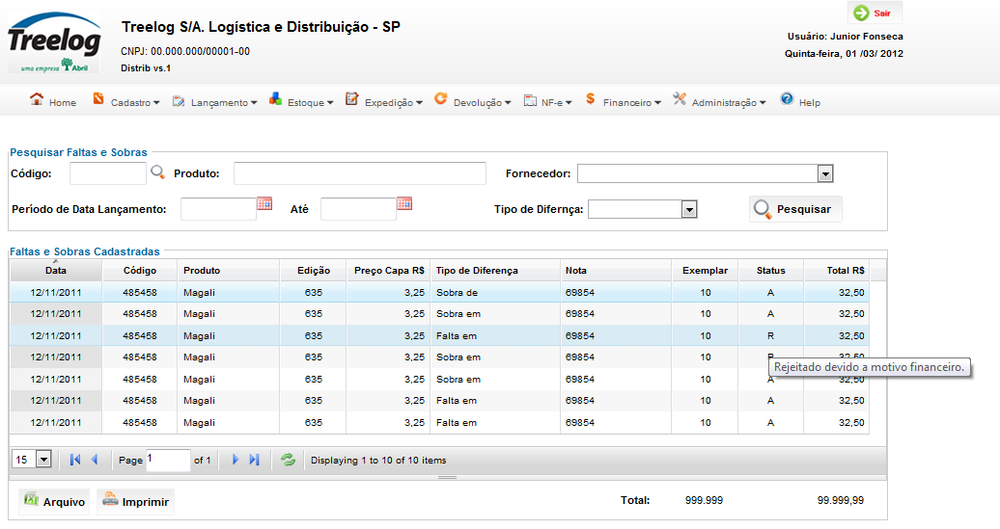 Treelog
uma empresa Abril
Treelog S/A. Logística e Distribuição - SP
CNPJ: 00.000.000/00001-00
Distrib vs.1
Sair
Usuário: Junior Fonseca
Quinta-feira, 01 /03/ 2012
Home Cadastro Lançamento Estoque Expedição Devolução NF-e Financeiro Administração Help
Pesquisar Faltas e Sobras
Código: Produto: Fornecedor:
Período de Data Lançamento: Até Tipo de Difernça: Pesquisar
Faltas e Sobras Cadastradas
Data Código Produto Edição Preço Capa R$ Tipo de Diferença Nota Exemplar Status Total R$
12/11/2011 485458 Magali 635 3,25 Sobra de 69854 10 A 32,50
12/11/2011 485458 Magali 635 3,25 Sobra em 69854 10 A 32,50
12/11/2011 485458 Magali 635 3,25 Falta em 69854 10 R 32,50
12/11/2011 485458 Magali 635 3,25 Sobra em 69854 10 R 32,50
Rejeitado devido a motivo financeiro.
12/11/2011 485458 Magali 635 3,25 Sobra em 69854 10 A 32,50
12/11/2011 485458 Magali 635 3,25 Falta em 69854 10 A 32,50
12/11/2011 485458 Magali 635 3,25 Falta em 69854 10 A 32,50
15 Page 1 of 1 Displaying 1 to 10 of 10 items
Arquivo Imprimir Total: 999.999 99.999,99